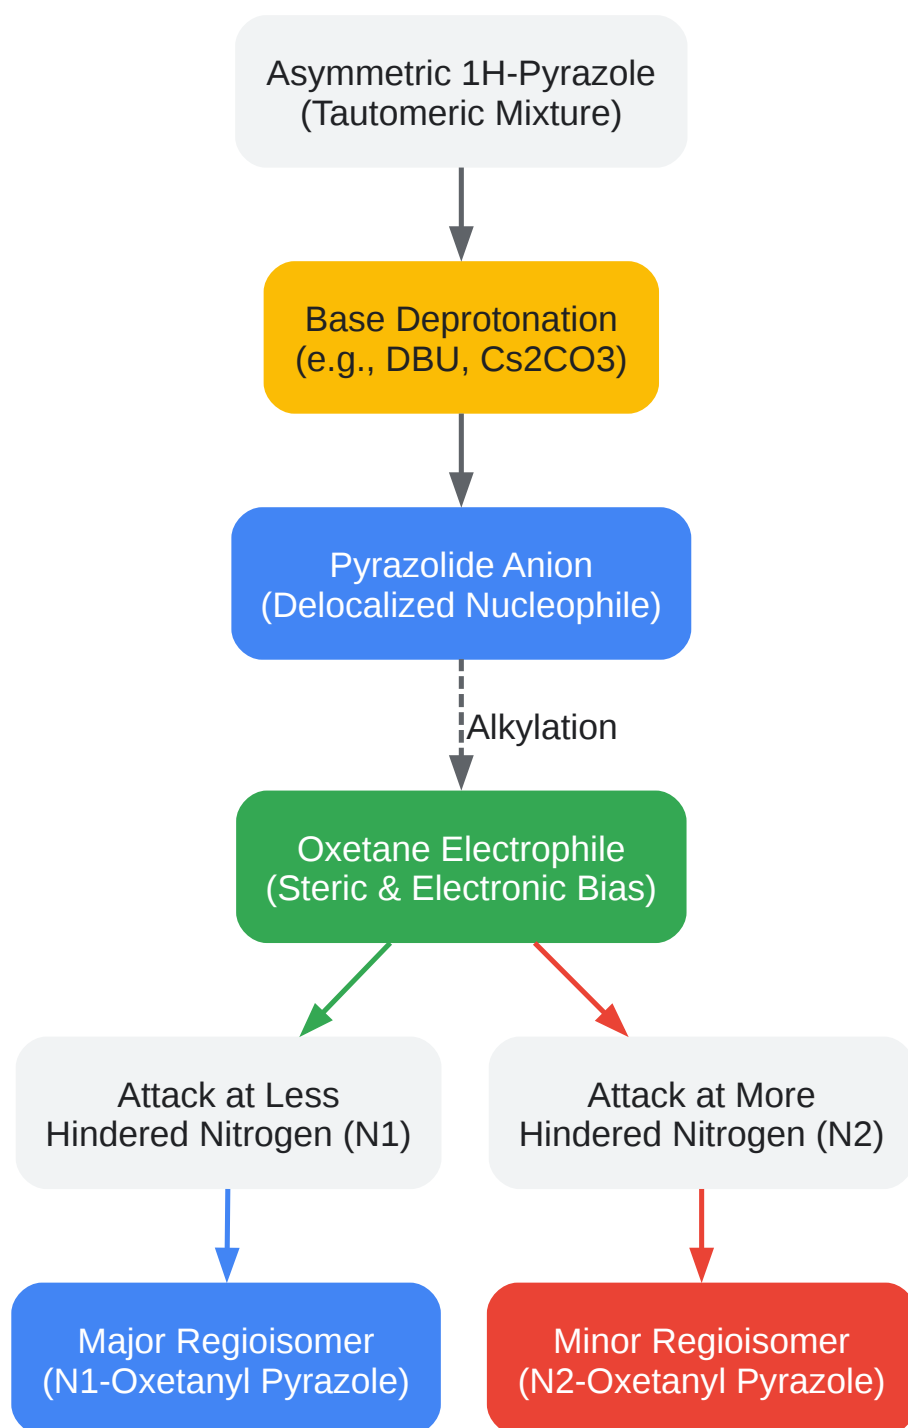 Asymmetric 1H-Pyrazole
(Tautomeric Mixture)
Base Deprotonation
(e.g., DBU, Cs2CO3)
Pyrazolide Anion
(Delocalized Nucleophile)
Alkylation
Oxetane Electrophile
(Steric & Electronic Bias)
Attack at Less
Hindered Nitrogen (N1)
Attack at More
Hindered Nitrogen (N2)
Major Regioisomer
(N1-Oxetanyl Pyrazole)
Minor Regioisomer
(N2-Oxetanyl Pyrazole)